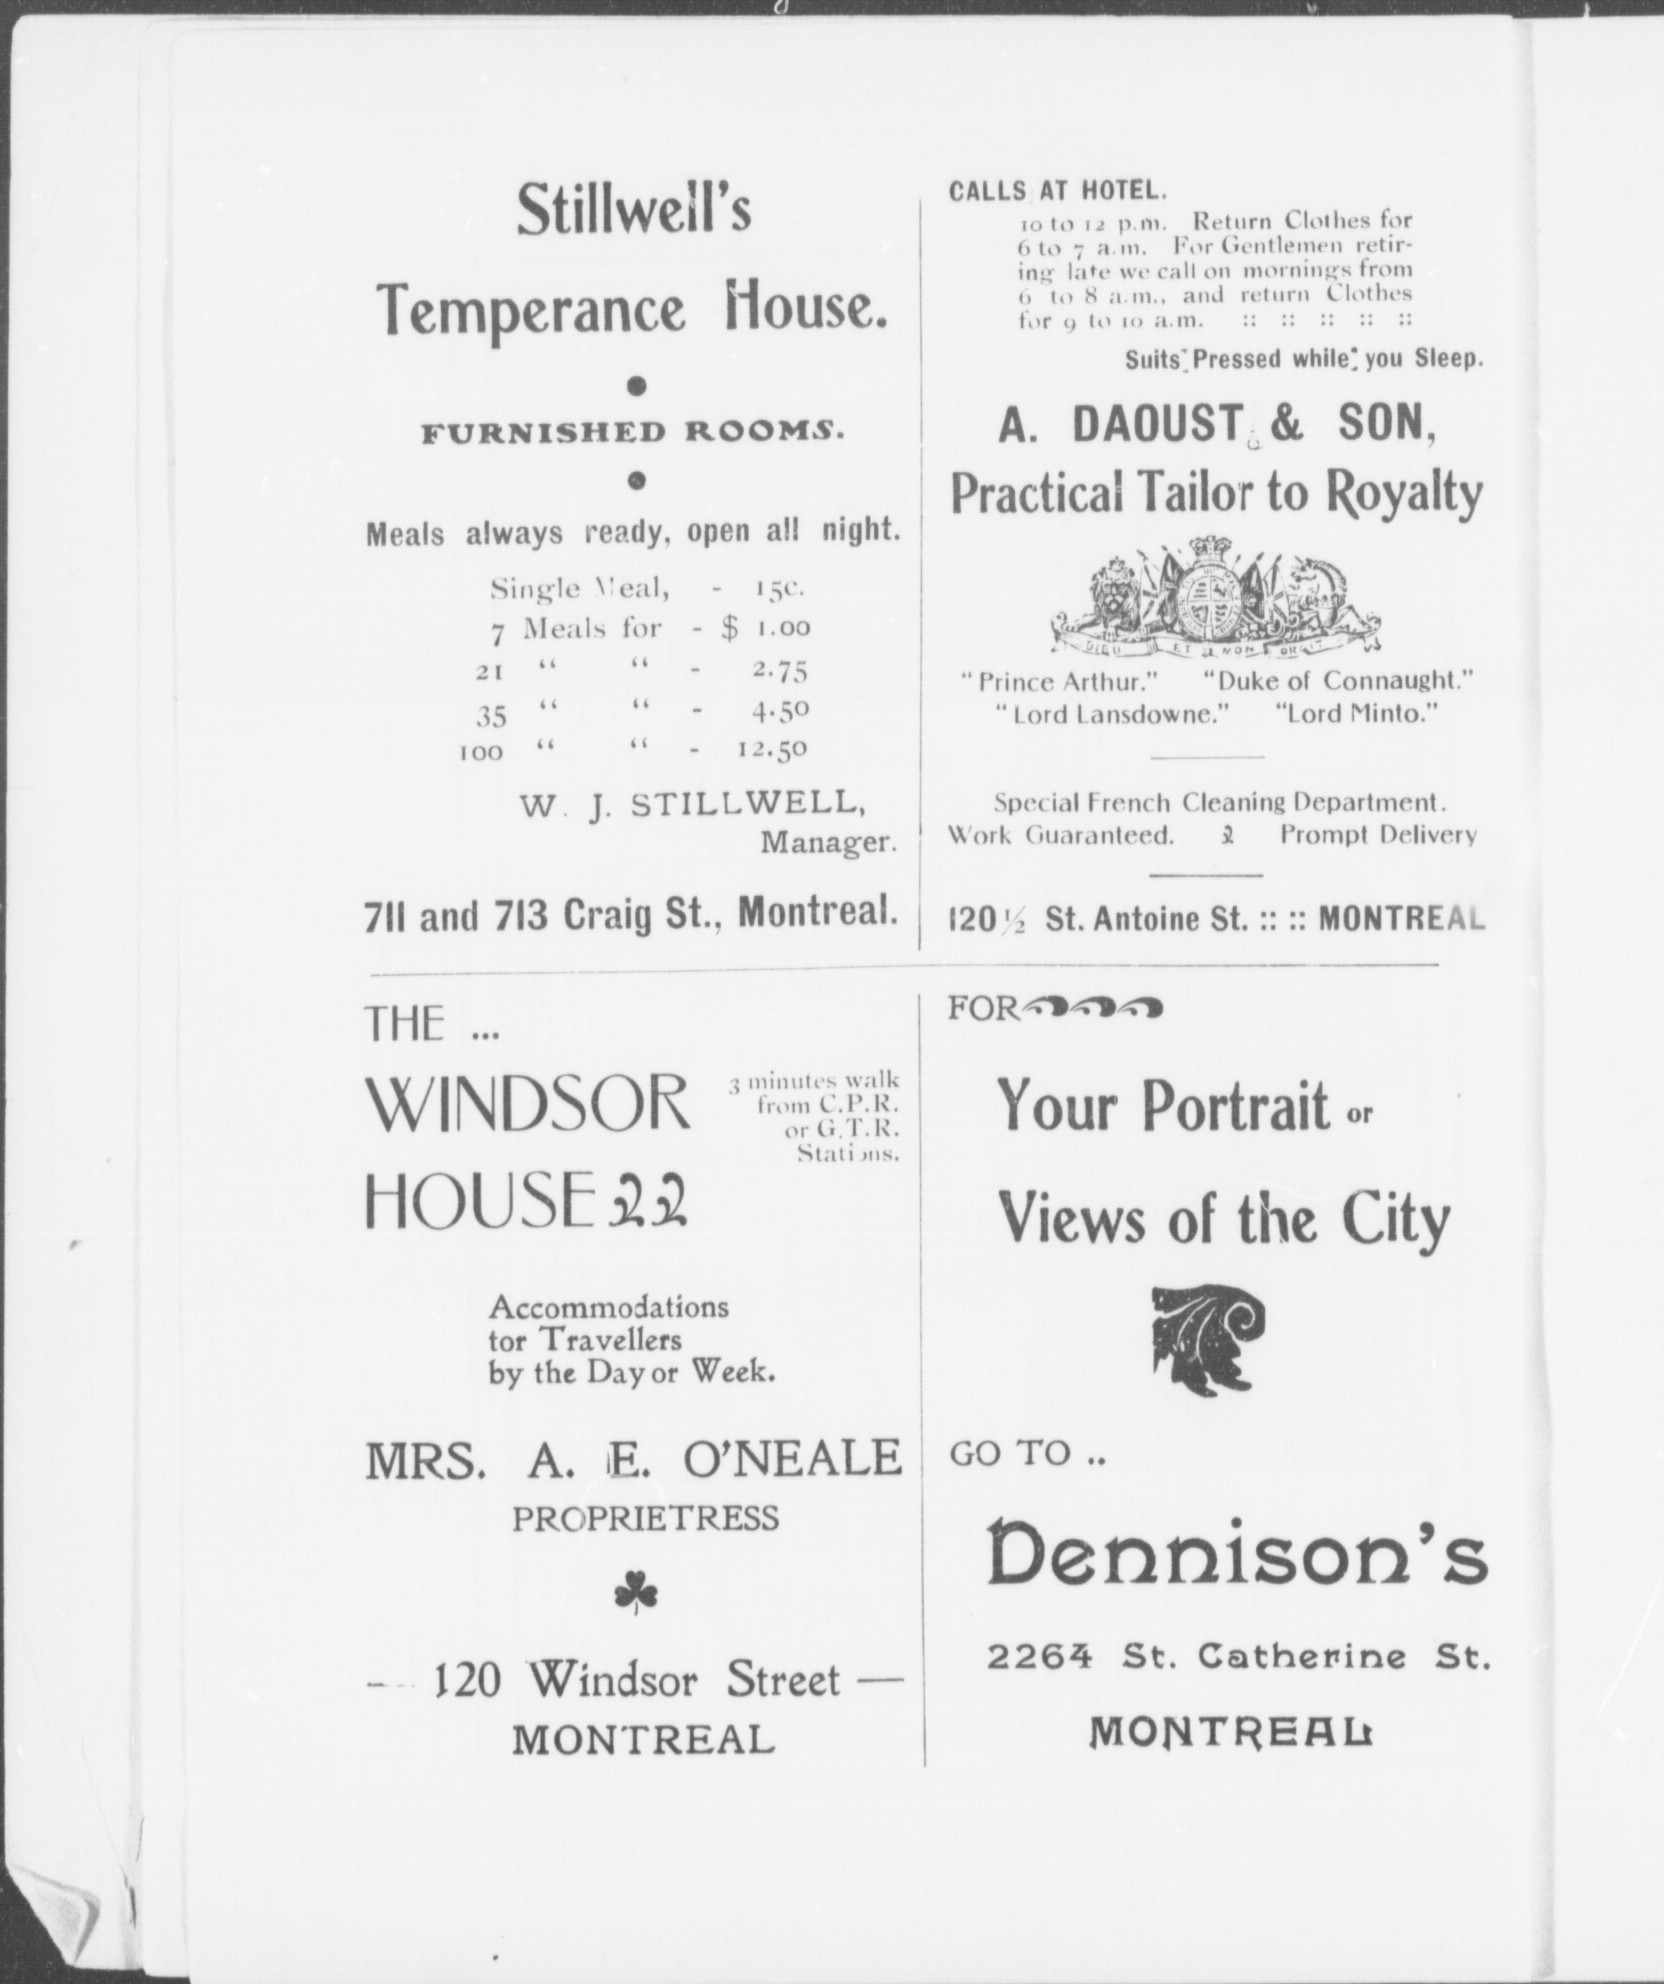 Stillwell's
Temperance House.
FURNISHED ROOMS.
Meals always ready, open all night.
Single Meal, - 15c.
7 Meals for - $ 1.00
21 “ “ - 2.75
35 “ “ - 4.50
100 “ “ - 12.50
W. J. STILLWELL,
Manager.
711 and 713 Craig St., Montreal.
CALLS AT HOTEL.
10 to 12 p.m. Return Clothes for
6 to 7 a.m. For Gentlemen retir-
ing late we call on mornings from
6 to 8 a.m., and return Clothes
for 9 to 10 a.m. :: :: :: :: ::
Suits Pressed while you Sleep.
A. DAOUST & SON,
Practical Tailor to Royalty
DIEU ET MON DROIT
“Prince Arthur.” “Duke of Connaught.”
“Lord Lansdowne.” “Lord Minto.”
Special French Cleaning Department.
Work Guaranteed. Prompt Delivery
120½ St. Antoine St. :: :: MONTREAL
THE ...
WINDSOR
HOUSE
3 minutes walk
from C.P.R.
or G.T.R.
Stations.
Accommodations
tor Travellers
by the Day or Week.
MRS. A. E. O'NEALE
PROPRIETRESS
— 120 Windsor Street —
MONTREAL
FOR
Your Portrait or
Views of the City
GO TO ..
Dennison's
2264 St. Catherine St.
MONTREAL